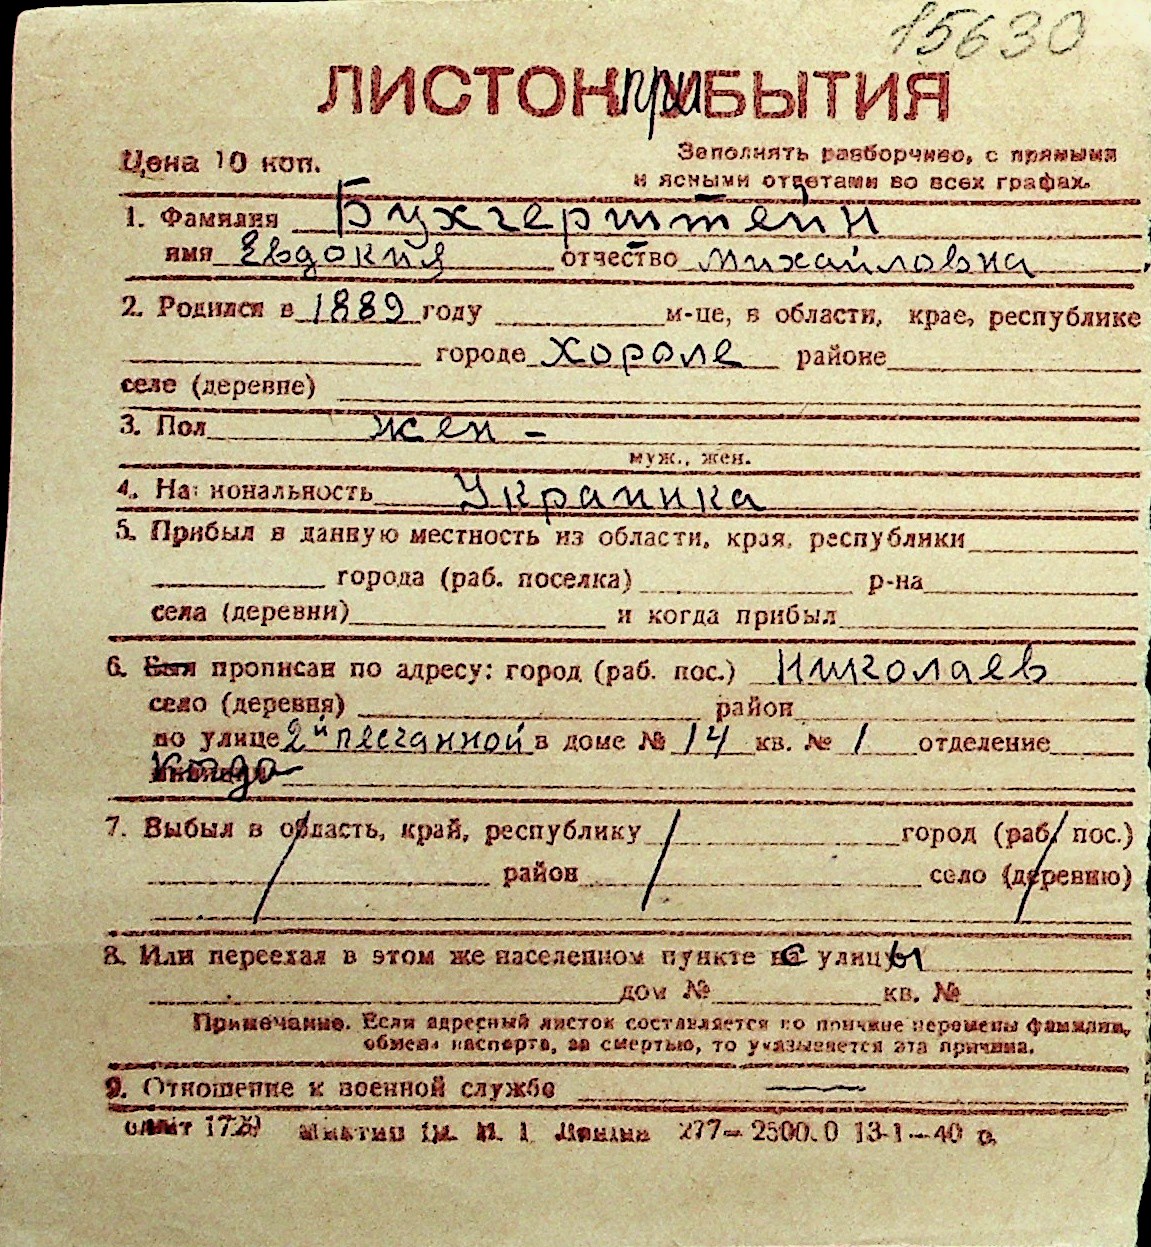 15630
ЛИСТОК прИБЫТИЯ
Цена 10 коп.
Заполнять разборчиво, с прямыми
и ясными ответами во всех графах.
1. Фамилия Бухгерштейн
имя Евдокия отчество Михайловна
2. Родился в 1889 году м-це, в области, крае, республике
городе Хороле районе
селе (деревне)
3. Пол жен -
муж., жен.
4. Национальность Украинка
5. Прибыл в данную местность из области, края, республики
города (раб. поселка) р-на
села (деревни) и когда прибыл
6. Был прописан по адресу: город (раб. пос.) Николаев
село (деревня) район
по улице 2й песчанной в доме № 14 кв. № 1 отделение
7. Выбыл в область, край, республику город (раб. пос.)
район село (деревню)
8. Или переехал в этом же населенном пункте с улицы
дом № кв. №
Примечание. Если адресный листок составляется по причине перемены фамилии,
обмена паспорта, за смертью, то указывается эта причина.
9. Отношение к военной службе —
им. И. 277— 2500.0 13-1—40 р.